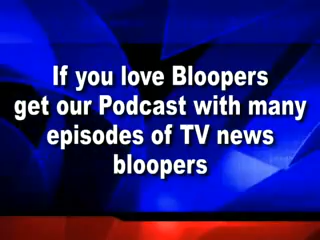 If you love Bloopers
get our Podcast with many
episodes of TV news
bloopers